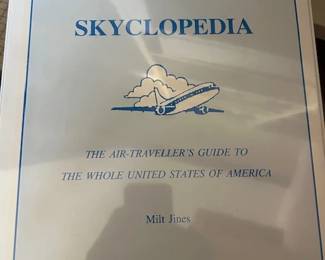 SKYCLOPEDIA
THE AIR-TRAVELLER'S GUIDE TO
THE WHOLE UNITED STATES OF AMERICA
Milt Jines